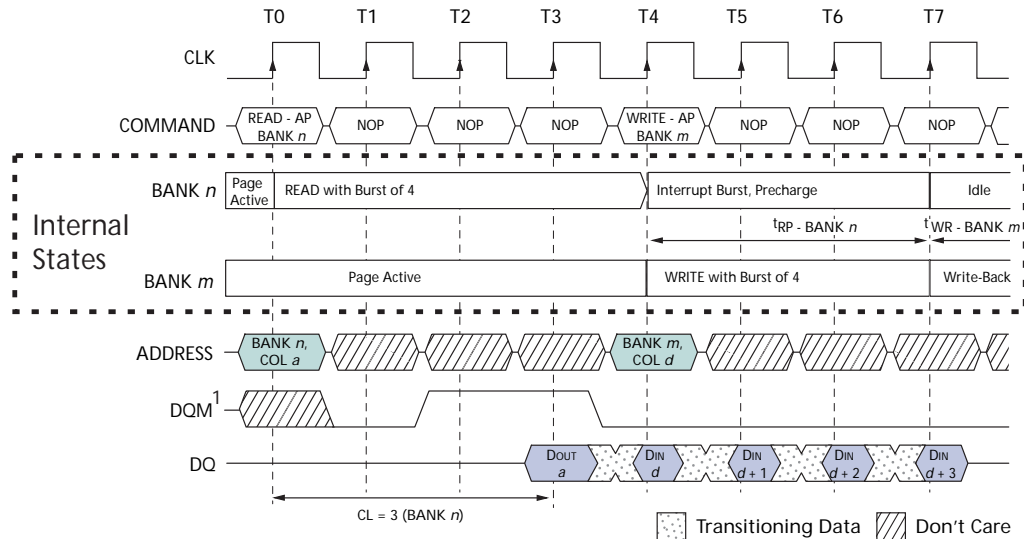 T0 T1 T2 T3 T4 T5 T6 T7
CLK
COMMAND
READ - AP
BANK n
NOP
NOP
NOP
WRITE - AP
BANK m
NOP
NOP
NOP
Internal
States
BANK n
Page
Active
READ with Burst of 4
Interrupt Burst, Precharge
Idle
tRP - BANK n
tWR - BANK m
BANK m
Page Active
WRITE with Burst of 4
Write-Back
ADDRESS
BANK n,
COL a
BANK m,
COL d
DQM1
DQ
DOUT
a
DIN
d
DIN
d + 1
DIN
d + 2
DIN
d + 3
CL = 3 (BANK n)
Transitioning Data
Don't Care